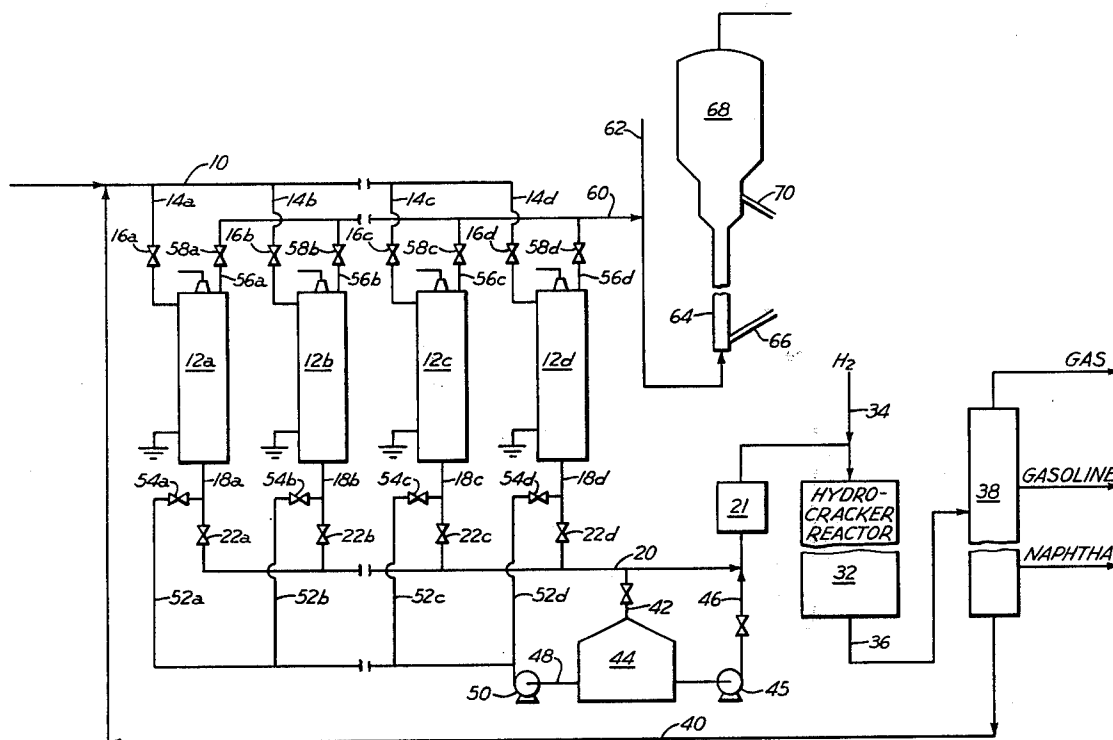 68
62
10
70
14a
14b
14c
14d
60
16a
58a
16b
58b
16c
58c
16d
58d
56a
56b
56c
56d
64
66
12a
12b
12c
12d
H2
34
GAS
54a
18a
54b
18b
54c
18c
54d
18d
21
HYDRO-
CRACKER
REACTOR
38
GASOLINE
22a
22b
22c
22d
20
NAPHTHA
52a
52b
52c
52d
42
46
32
44
48
36
50
45
40